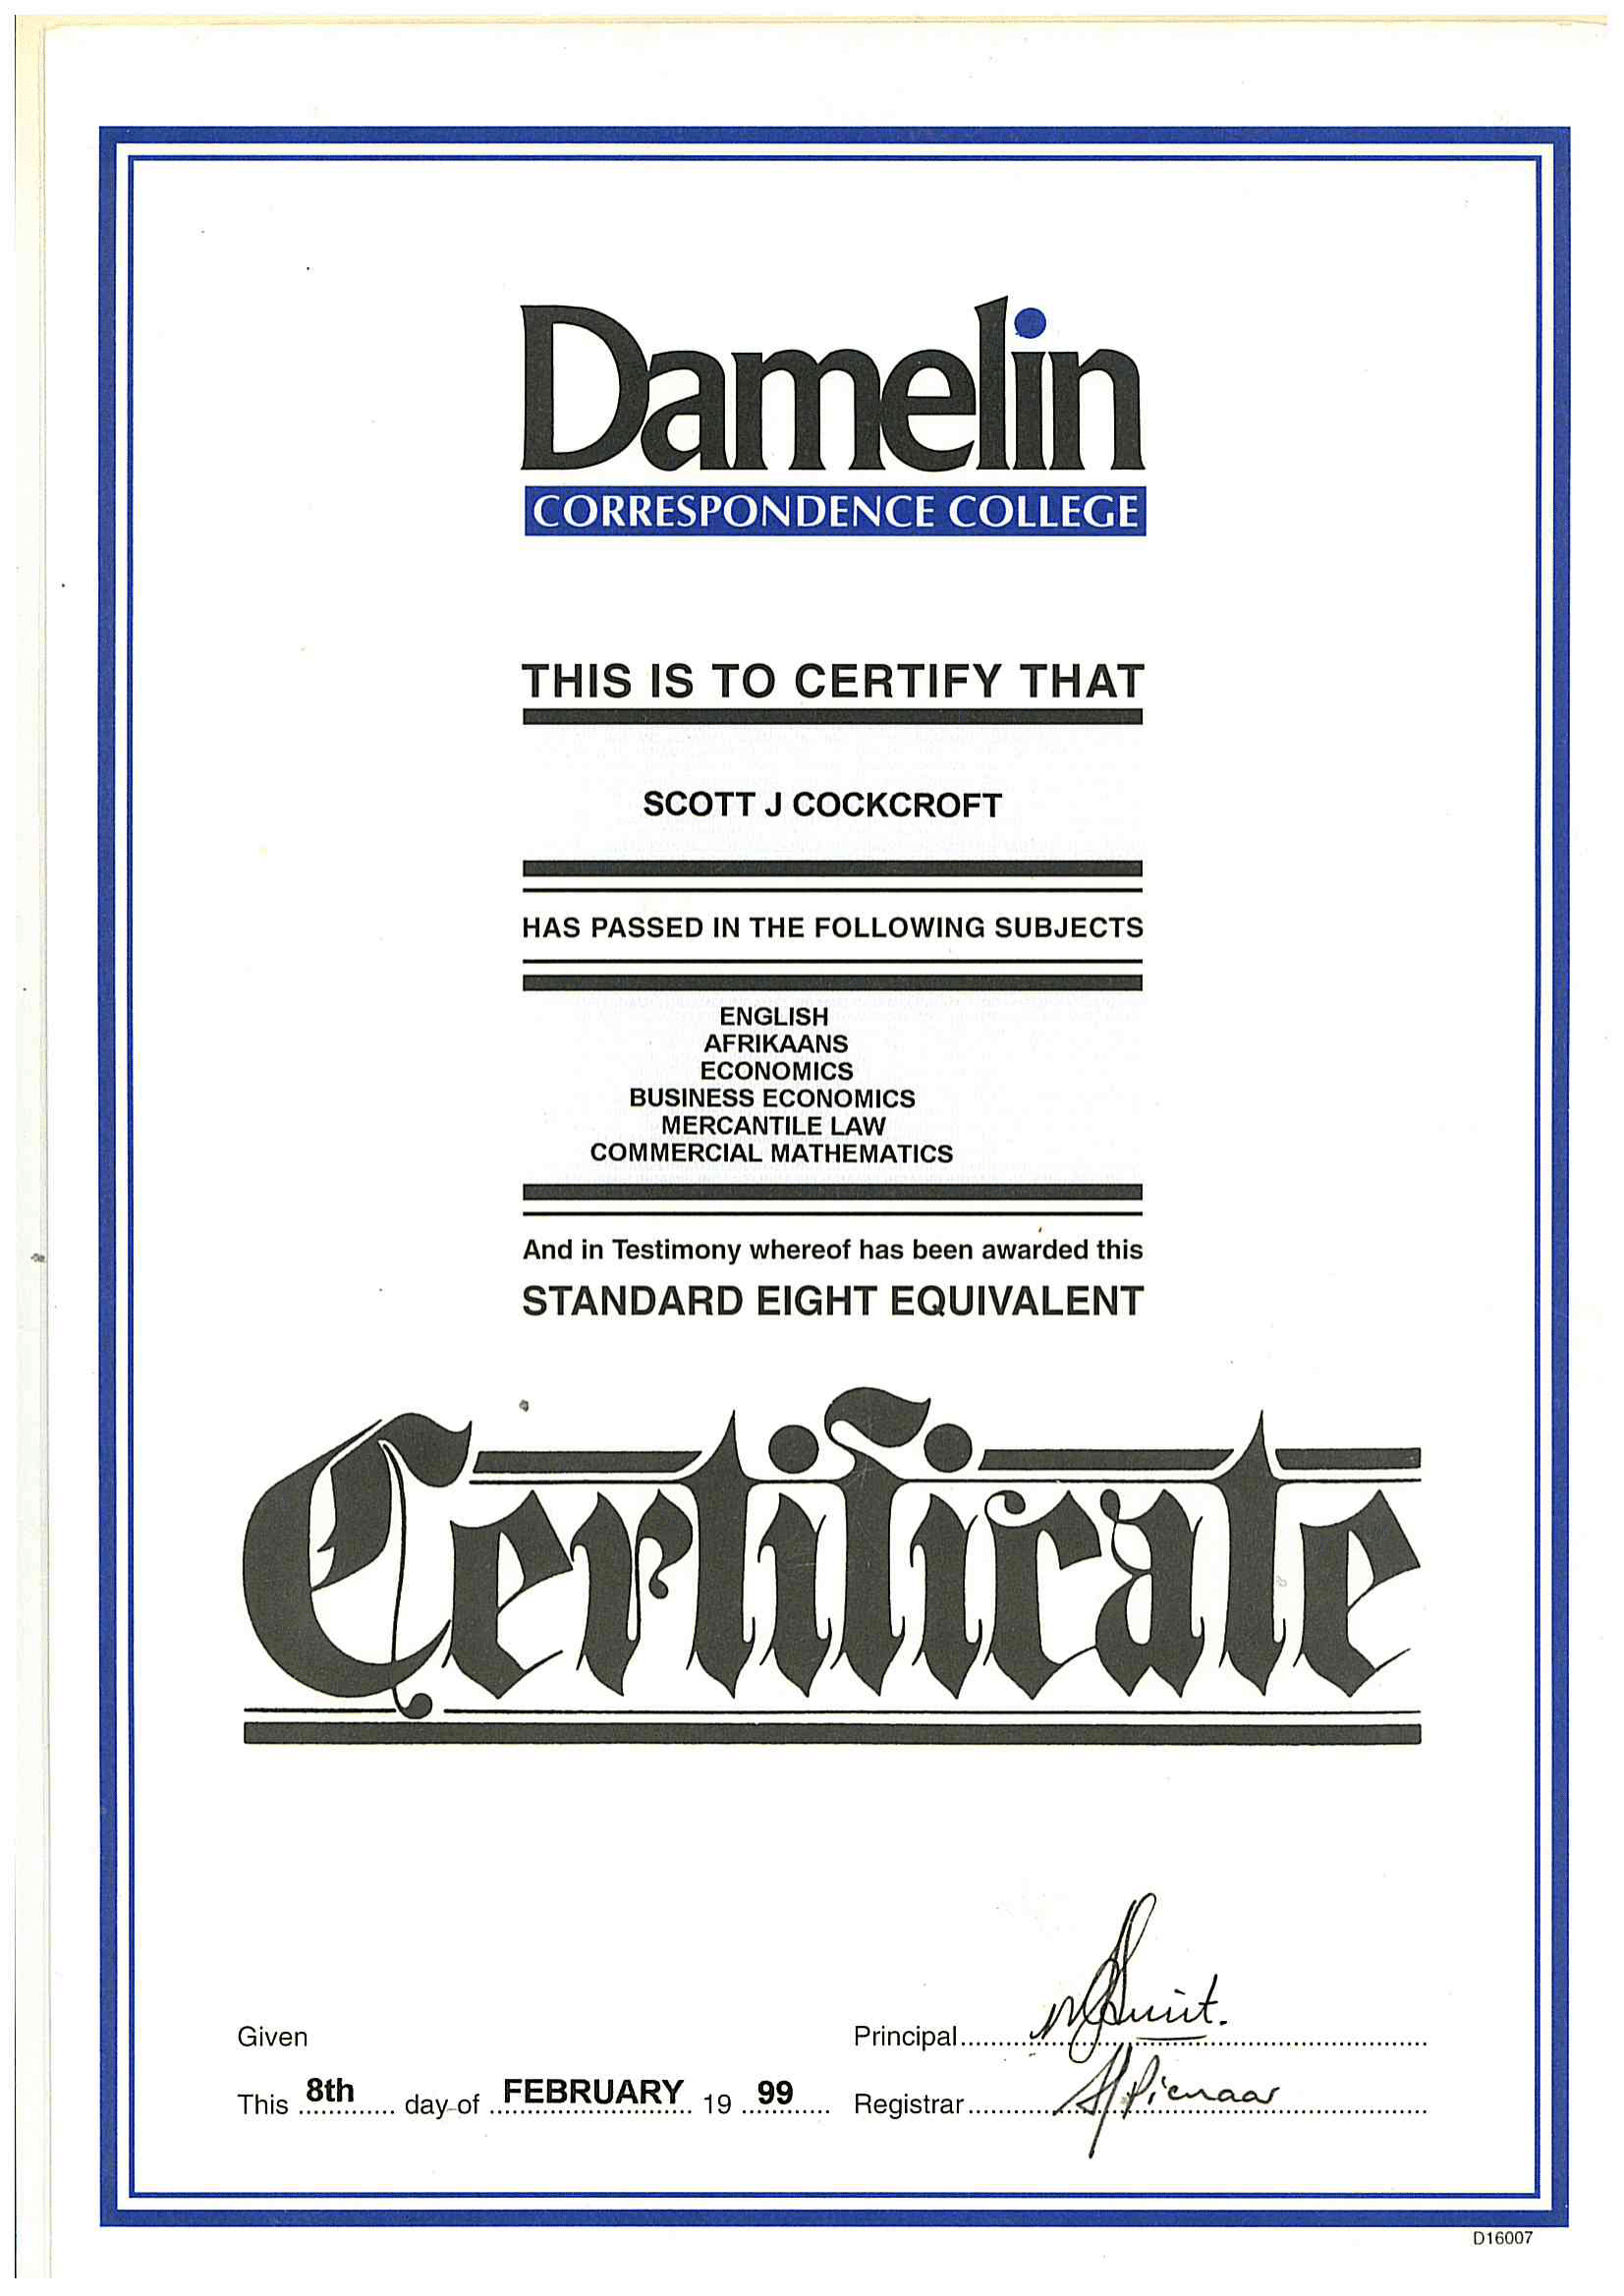 Damelin
CORRESPONDENCE COLLEGE
THIS IS TO CERTIFY THAT
SCOTT J COCKCROFT
HAS PASSED IN THE FOLLOWING SUBJECTS
ENGLISH
AFRIKAANS
ECONOMICS
BUSINESS ECONOMICS
MERCANTILE LAW
COMMERCIAL MATHEMATICS
And in Testimony whereof has been awarded this
STANDARD EIGHT EQUIVALENT
Certificate
Given
Principal
This 8th day of FEBRUARY 19 99
Registrar Pienaar
D16007